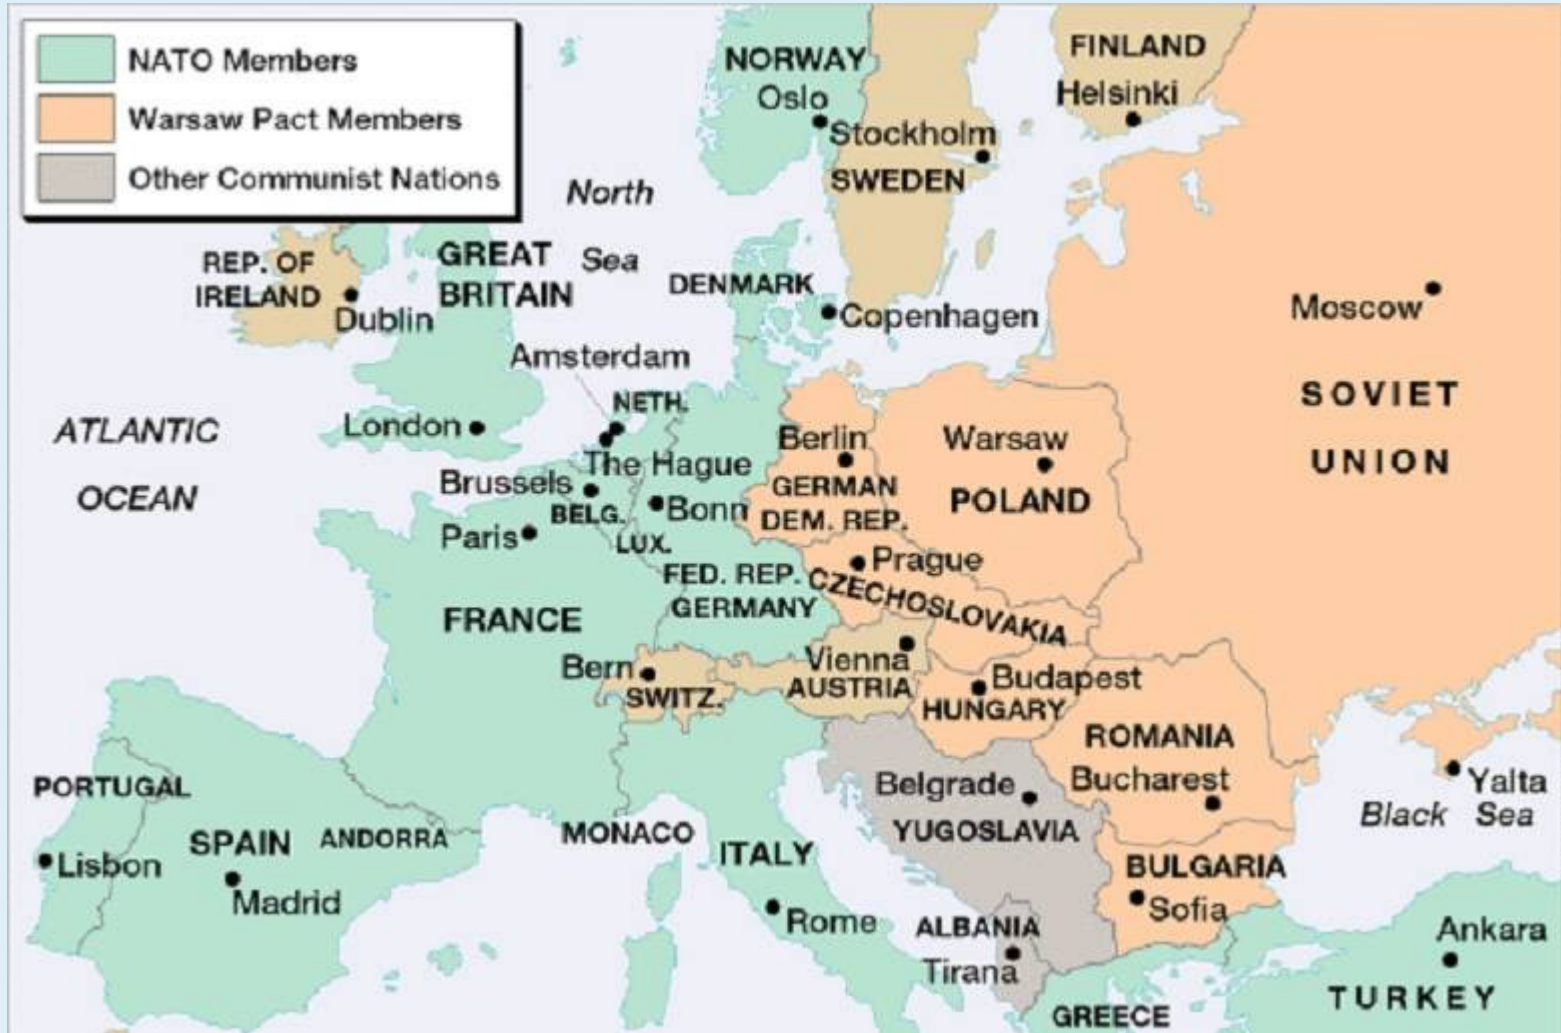 NATO Members
Warsaw Pact Members
Other Communist Nations
NORWAY
Oslo
FINLAND
Helsinki
Stockholm
SWEDEN
North
Sea
REP. OF
IRELAND
Dublin
GREAT
BRITAIN
DENMARK
Copenhagen
Moscow
SOVIET
UNION
Amsterdam
NETH.
ATLANTIC
OCEAN
London
The Hague
Brussels
BELG.
Bonn
Paris
LUX.
Berlin
GERMAN
DEM. REP.
Warsaw
POLAND
Prague
CZECHOSLOVAKIA
FED. REP.
GERMANY
FRANCE
Bern
SWITZ.
Vienna
AUSTRIA
Budapest
HUNGARY
ROMANIA
Bucharest
Yalta
Black Sea
PORTUGAL
Lisbon
SPAIN
Madrid
ANDORRA
MONACO
ITALY
Rome
Belgrade
YUGOSLAVIA
BULGARIA
Sofia
ALBANIA
Tirana
GREECE
Ankara
TURKEY